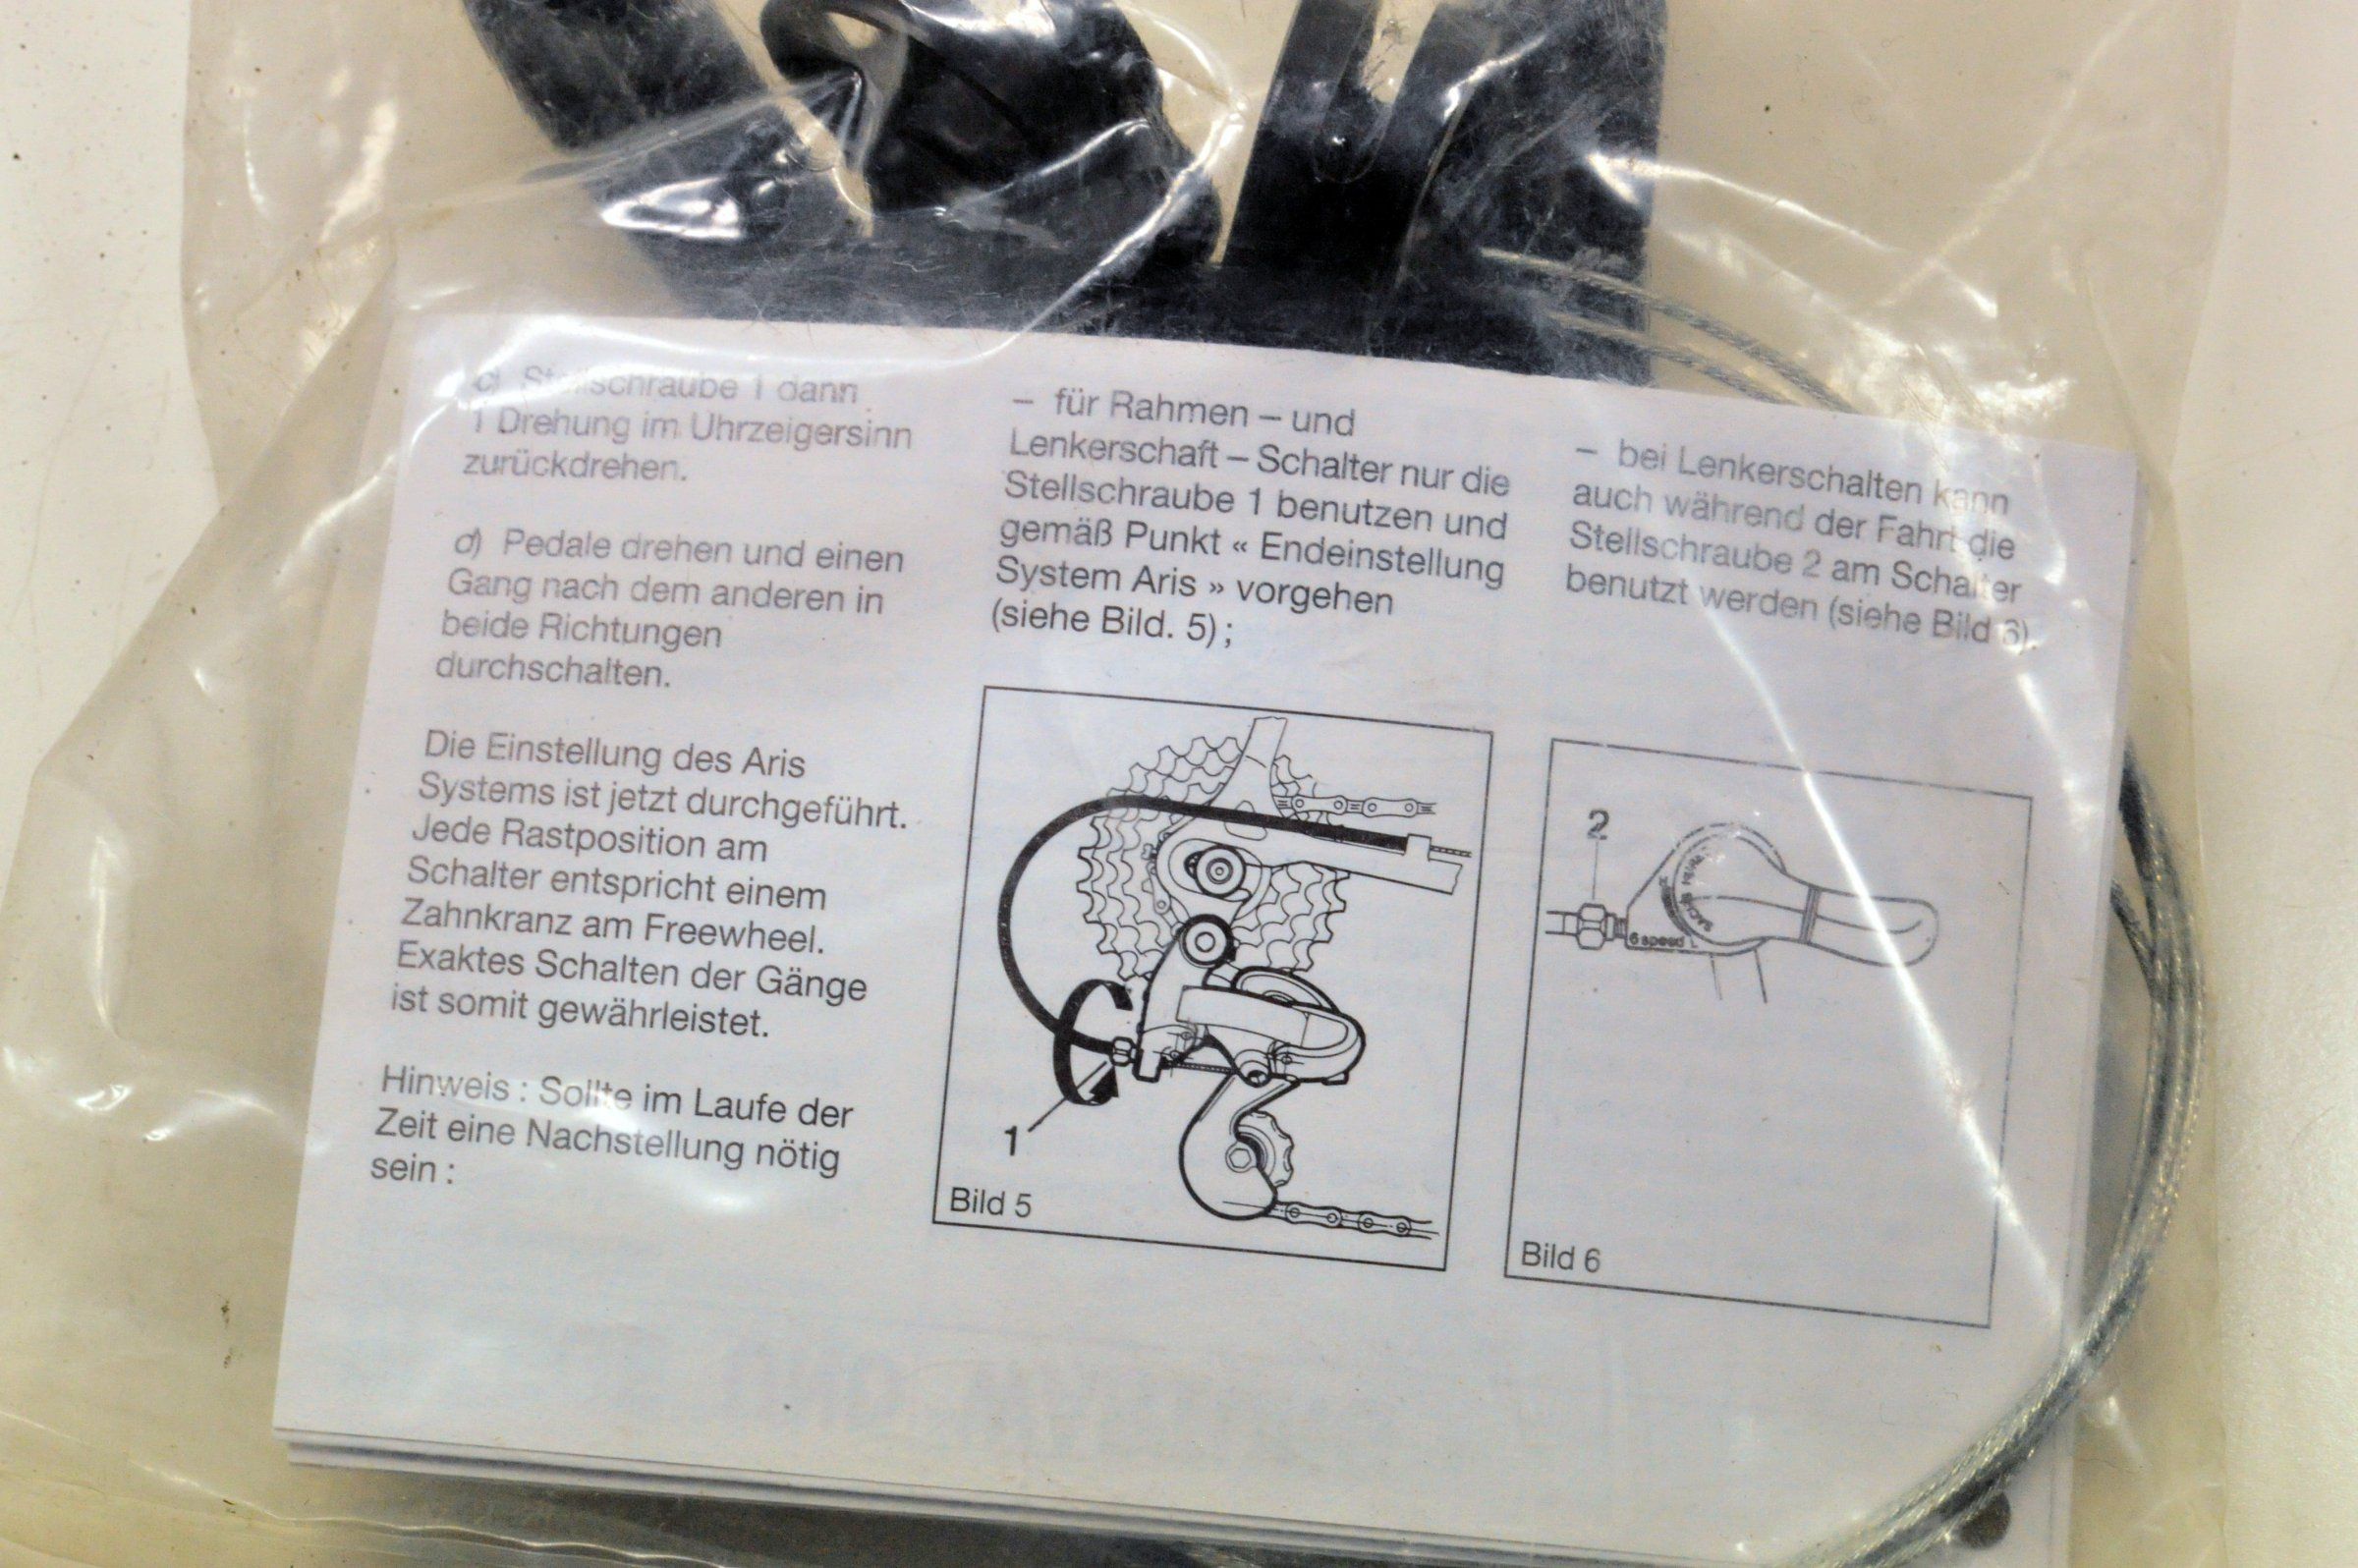 c) Stellschraube 1 dann
1 Drehung im Uhrzeigersinn
zurückdrehen.
d) Pedale drehen und einen
Gang nach dem anderen in
beide Richtungen
durchschalten.
Die Einstellung des Aris
Systems ist jetzt durchgeführt.
Jede Rastposition am
Schalter entspricht einem
Zahnkranz am Freewheel.
Exaktes Schalten der Gänge
ist somit gewährleistet.
Hinweis : Sollte im Laufe der
Zeit eine Nachstellung nötig
sein :
– für Rahmen – und
Lenkerschaft – Schalter nur die
Stellschraube 1 benutzen und
gemäß Punkt « Endeinstellung
System Aris » vorgehen
(siehe Bild. 5) ;
1
Bild 5
– bei Lenkerschalten kann
auch während der Fahrt die
Stellschraube 2 am Schalter
benutzt werden (siehe Bild 6).
2
6 speed
Bild 6